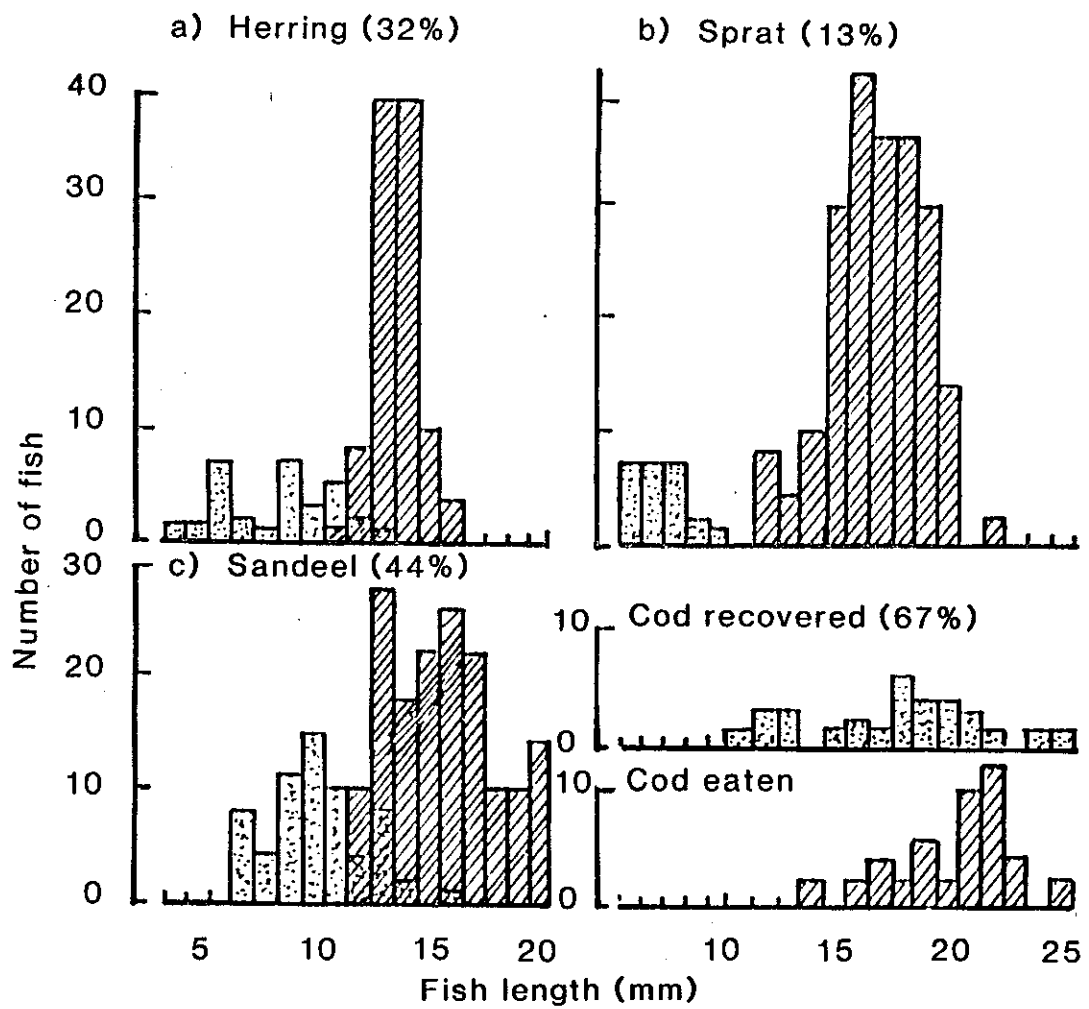 a) Herring (32%)
b) Sprat (13%)
40
30
20
10
0
Number of fish
c) Sandeel (44%)
30
20
10
0
Cod recovered (67%)
10
0
Cod eaten
10
0
5 10 15 20
10 15 20 25
Fish length (mm)